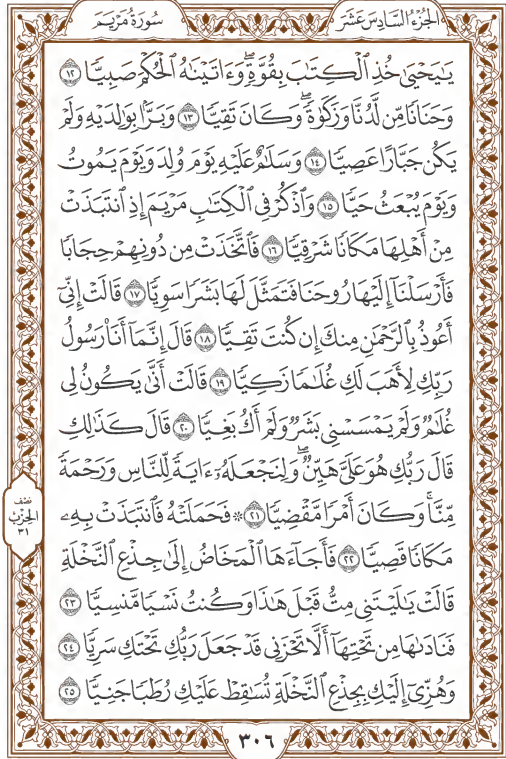 الجزء السادس عشر
سورة مريم
يَٰيَحۡيَىٰ خُذِ ٱلۡكِتَٰبَ بِقُوَّةٖۖ وَءَاتَيۡنَٰهُ ٱلۡحُكۡمَ صَبِيّٗا ١٢
وَحَنَانٗا مِّن لَّدُنَّا وَزَكَوٰةٗۖ وَكَانَ تَقِيّٗا ١٣ وَبَرَّۢا بِوَٰلِدَيۡهِ وَلَمۡ
يَكُن جَبَّارًا عَصِيّٗا ١٤ وَسَلَٰمٌ عَلَيۡهِ يَوۡمَ وُلِدَ وَيَوۡمَ يَمُوتُ
وَيَوۡمَ يُبۡعَثُ حَيّٗا ١٥ وَٱذۡكُرۡ فِي ٱلۡكِتَٰبِ مَرۡيَمَ إِذِ ٱنتَبَذَتۡ
مِنۡ أَهۡلِهَا مَكَانٗا شَرۡقِيّٗا ١٦ فَٱتَّخَذَتۡ مِن دُونِهِمۡ حِجَابٗا
فَأَرۡسَلۡنَآ إِلَيۡهَا رُوحَنَا فَتَمَثَّلَ لَهَا بَشَرٗا سَوِيّٗا ١٧ قَالَتۡ إِنِّيٓ
أَعُوذُ بِٱلرَّحۡمَٰنِ مِنكَ إِن كُنتَ تَقِيّٗا ١٨ قَالَ إِنَّمَآ أَنَا۠ رَسُولُ
رَبِّكِ لِأَهَبَ لَكِ غُلَٰمٗا زَكِيّٗا ١٩ قَالَتۡ أَنَّىٰ يَكُونُ لِي
غُلَٰمٞ وَلَمۡ يَمۡسَسۡنِي بَشَرٞ وَلَمۡ أَكُ بَغِيّٗا ٢٠ قَالَ كَذَٰلِكِ
قَالَ رَبُّكِ هُوَ عَلَيَّ هَيِّنٞۖ وَلِنَجۡعَلَهُۥٓ ءَايَةٗ لِّلنَّاسِ وَرَحۡمَةٗ
مِّنَّاۚ وَكَانَ أَمۡرٗا مَّقۡضِيّٗا ٢١ ۞ فَحَمَلَتۡهُ فَٱنتَبَذَتۡ بِهِۦ
مَكَانٗا قَصِيّٗا ٢٢ فَأَجَآءَهَا ٱلۡمَخَاضُ إِلَىٰ جِذۡعِ ٱلنَّخۡلَةِ
قَالَتۡ يَٰلَيۡتَنِي مِتُّ قَبۡلَ هَٰذَا وَكُنتُ نَسۡيٗا مَّنسِيّٗا ٢٣
فَنَادَىٰهَا مِن تَحۡتِهَآ أَلَّا تَحۡزَنِي قَدۡ جَعَلَ رَبُّكِ تَحۡتَكِ سَرِيّٗا ٢٤
وَهُزِّيٓ إِلَيۡكِ بِجِذۡعِ ٱلنَّخۡلَةِ تُسَٰقِطۡ عَلَيۡكِ رُطَبٗا جَنِيّٗا ٢٥
نصف
الحزب
٣١
٣٠٦